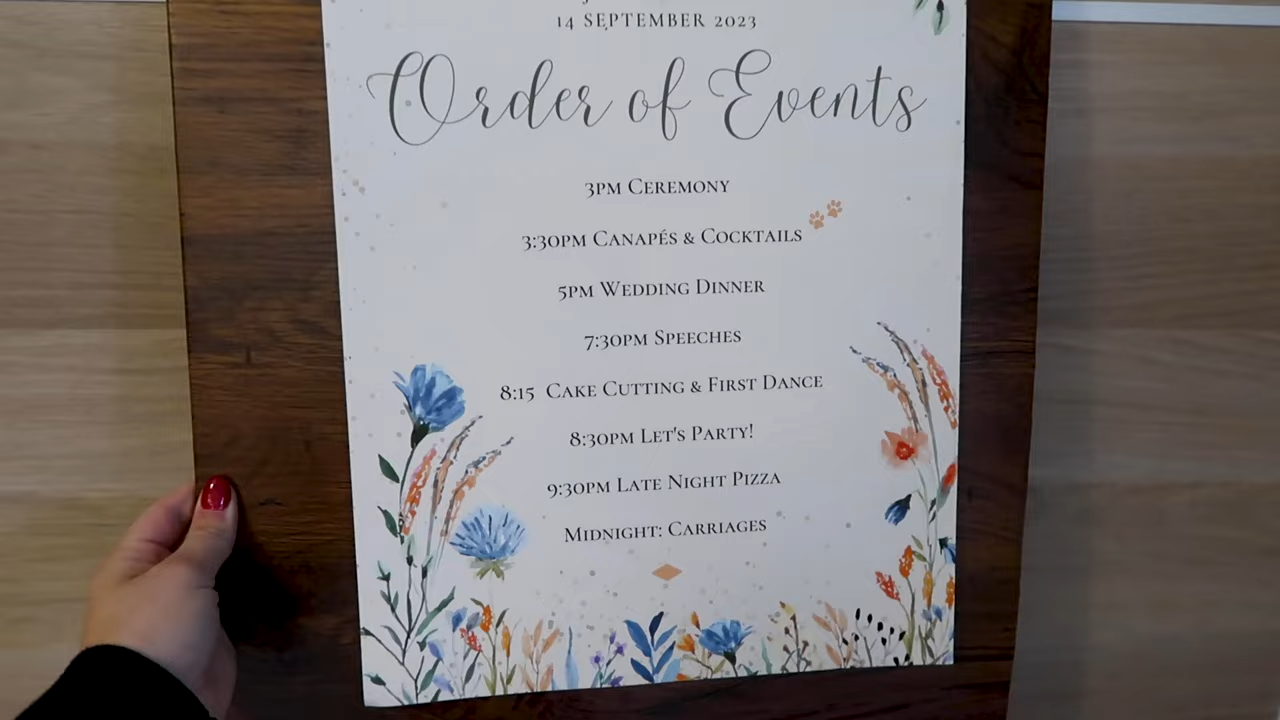 14 SEPTEMBER 2023
Order of Events
3PM CEREMONY
3:30PM CANAPÉS & COCKTAILS
5PM WEDDING DINNER
7:30PM SPEECHES
8:15 CAKE CUTTING & FIRST DANCE
8:30PM LET'S PARTY!
9:30PM LATE NIGHT PIZZA
MIDNIGHT: CARRIAGES